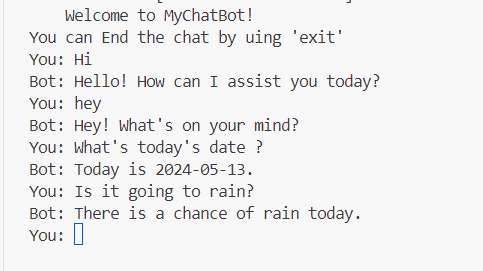 Welcome to MyChatBot!
You can End the chat by uing 'exit'
You: Hi
Bot: Hello! How can I assist you today?
You: hey
Bot: Hey! What's on your mind?
You: What's today's date ?
Bot: Today is 2024-05-13.
You: Is it going to rain?
Bot: There is a chance of rain today.
You: